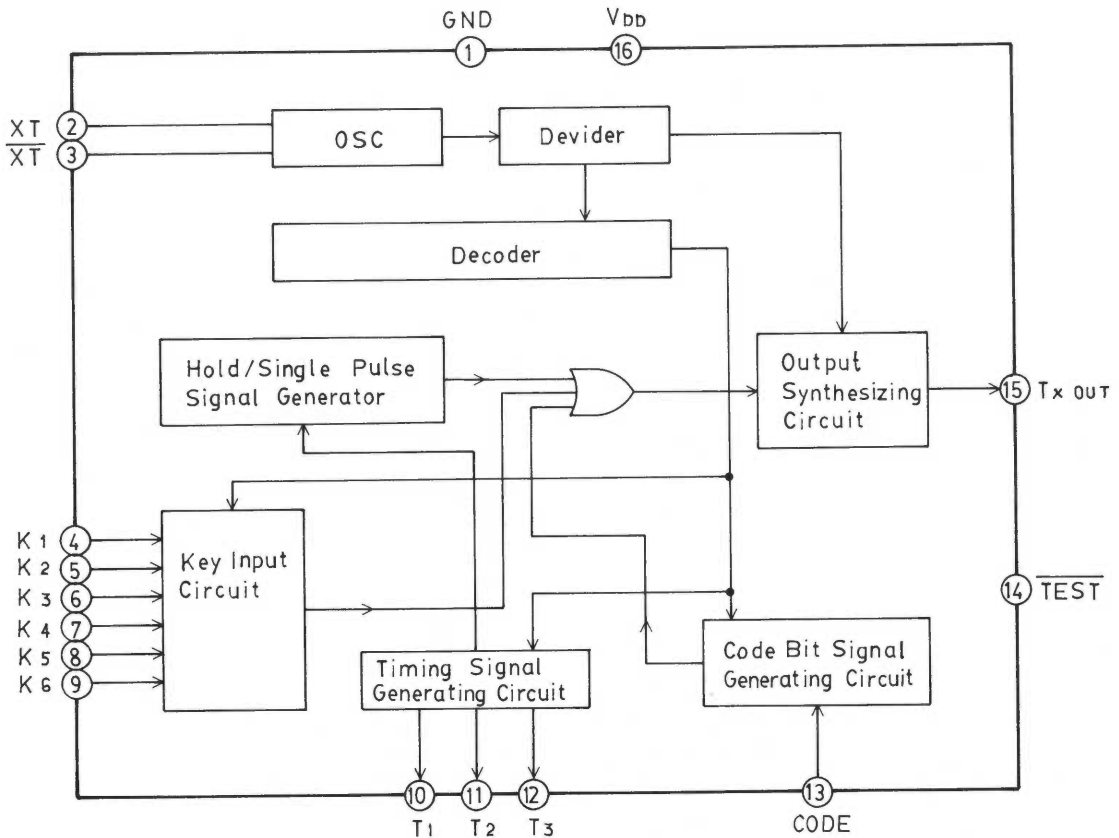 GND
VDD
1
16
XT
2
XT
3
OSC
Devider
Decoder
Hold/Single Pulse
Signal Generator
Output
Synthesizing
Circuit
15
Tx OUT
K1
4
K2
5
K3
6
K4
7
K5
8
K6
9
Key Input
Circuit
14
TEST
Timing Signal
Generating Circuit
Code Bit Signal
Generating Circuit
10
11
12
13
T1
T2
T3
CODE